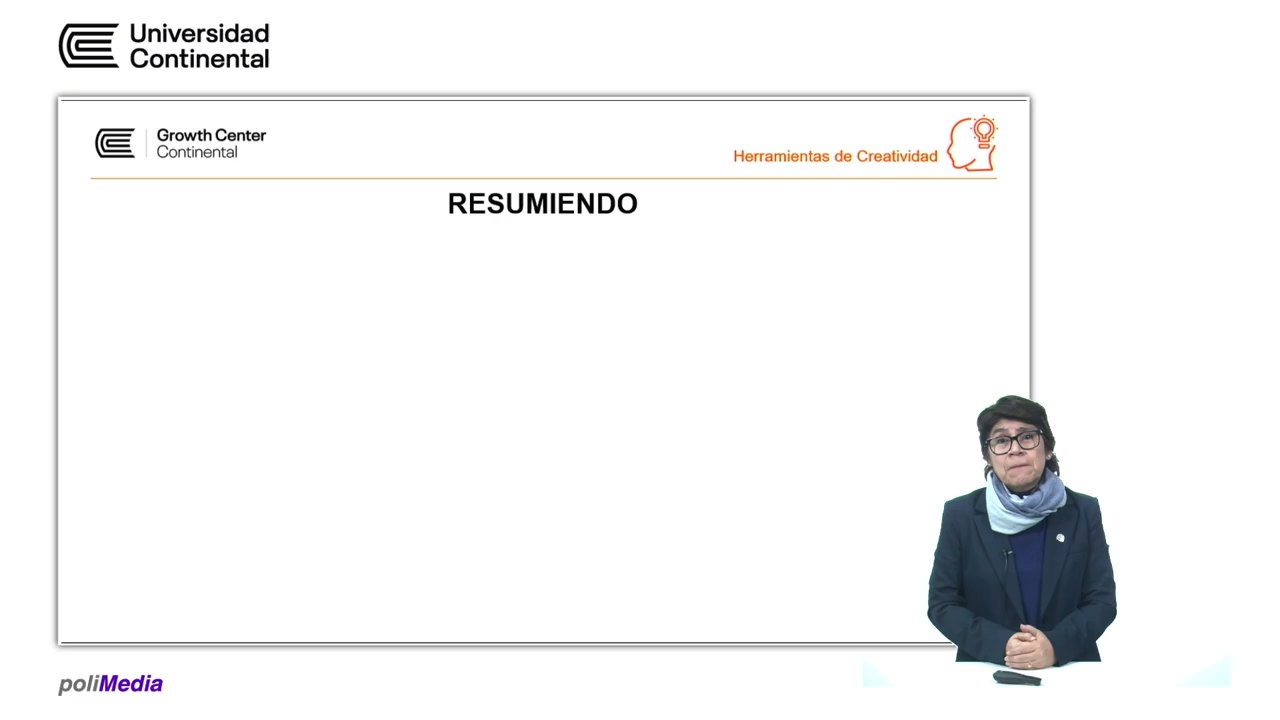 Universidad
Continental
Growth Center
Continental
Herramientas de Creatividad
RESUMIENDO
poliMedia